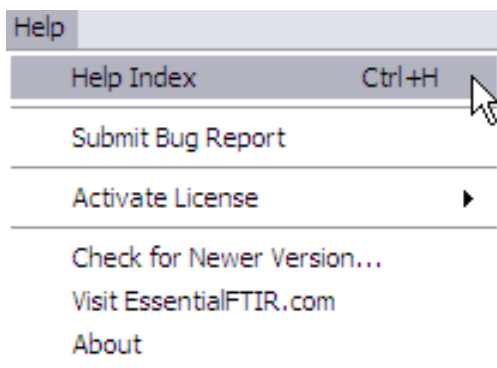 Help
Help Index Ctrl+H
Submit Bug Report
Activate License
Check for Newer Version...
Visit EssentialFTIR.com
About